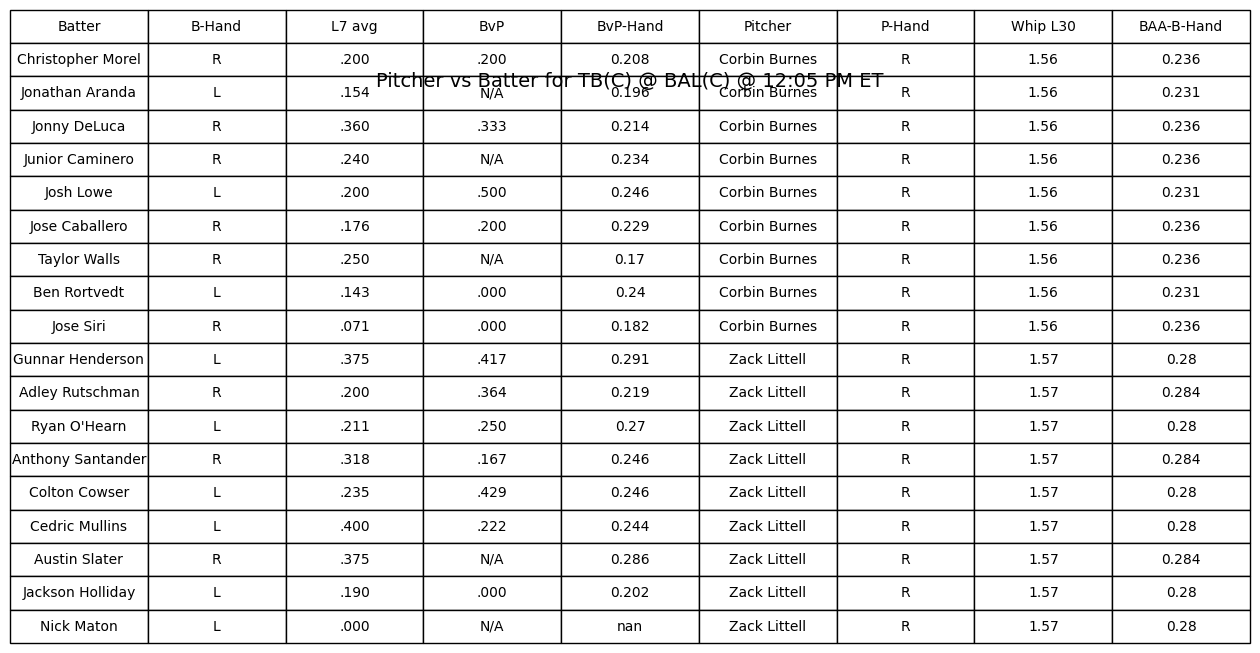 Batter B-Hand L7 avg BvP BvP-Hand Pitcher P-Hand Whip L30 BAA-B-Hand
Christopher Morel R .200 .200 0.208 Corbin Burnes R 1.56 0.236
Pitcher vs Batter for TB(C) @ BAL(C) @ 12:05 PM ET
Jonathan Aranda L .154 N/A 0.196 Corbin Burnes R 1.56 0.231
Jonny DeLuca R .360 .333 0.214 Corbin Burnes R 1.56 0.236
Junior Caminero R .240 N/A 0.234 Corbin Burnes R 1.56 0.236
Josh Lowe L .200 .500 0.246 Corbin Burnes R 1.56 0.231
Jose Caballero R .176 .200 0.229 Corbin Burnes R 1.56 0.236
Taylor Walls R .250 N/A 0.17 Corbin Burnes R 1.56 0.236
Ben Rortvedt L .143 .000 0.24 Corbin Burnes R 1.56 0.231
Jose Siri R .071 .000 0.182 Corbin Burnes R 1.56 0.236
Gunnar Henderson L .375 .417 0.291 Zack Littell R 1.57 0.28
Adley Rutschman R .200 .364 0.219 Zack Littell R 1.57 0.284
Ryan O'Hearn L .211 .250 0.27 Zack Littell R 1.57 0.28
Anthony Santander R .318 .167 0.246 Zack Littell R 1.57 0.284
Colton Cowser L .235 .429 0.246 Zack Littell R 1.57 0.28
Cedric Mullins L .400 .222 0.244 Zack Littell R 1.57 0.28
Austin Slater R .375 N/A 0.286 Zack Littell R 1.57 0.284
Jackson Holliday L .190 .000 0.202 Zack Littell R 1.57 0.28
Nick Maton L .000 N/A nan Zack Littell R 1.57 0.28